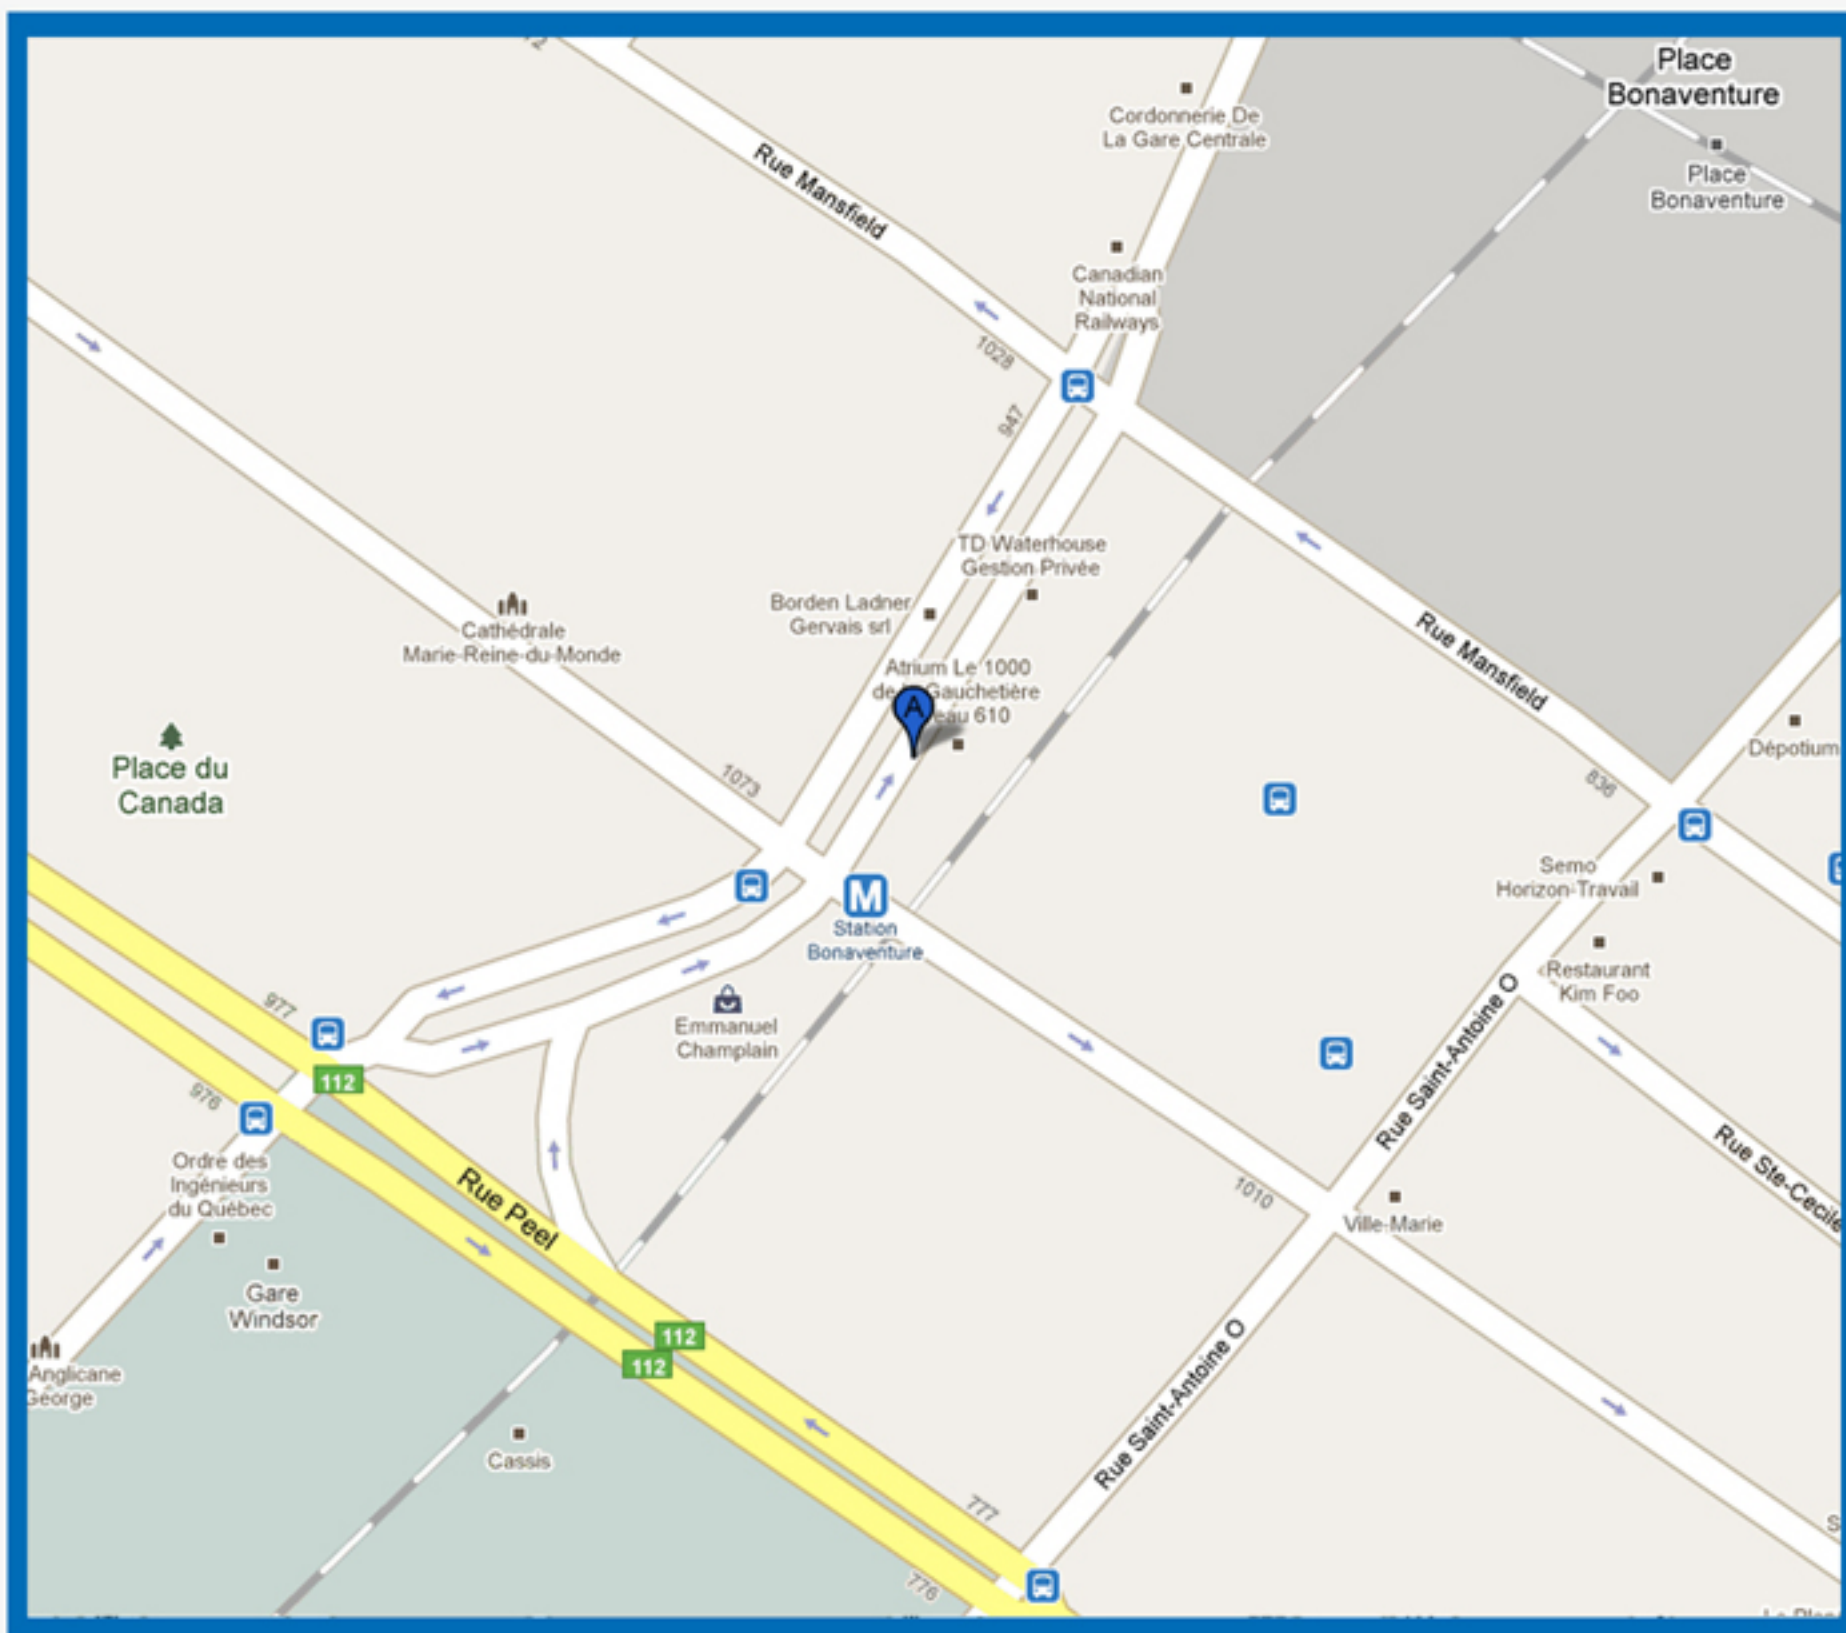 Place
Bonaventure
Cordonnerie De
La Gare Centrale
Rue Mansfield
Place
Bonaventure
Canadian
National
Railways
1028
947
TD Waterhouse
Gestion Privée
Borden Ladner
Gervais srl
Cathédrale
Marie-Reine-du-Monde
Rue Mansfield
Atrium Le 1000
de Gauchetière
A
eau 610
Place du
Canada
1073
836
Dépotium
Semo
Horizon-Travail
M
Station
Bonaventure
Restaurant
Kim Foo
977
Emmanuel
Champlain
112
976
Rue Saint-Antoine O
Rue Ste-Cecile
Ordre des
Ingénieurs
du Québec
Rue Peel
1010
Ville-Marie
Gare
Windsor
112
112
Anglicane
George
Cassis
Rue Saint-Antoine O
777
776